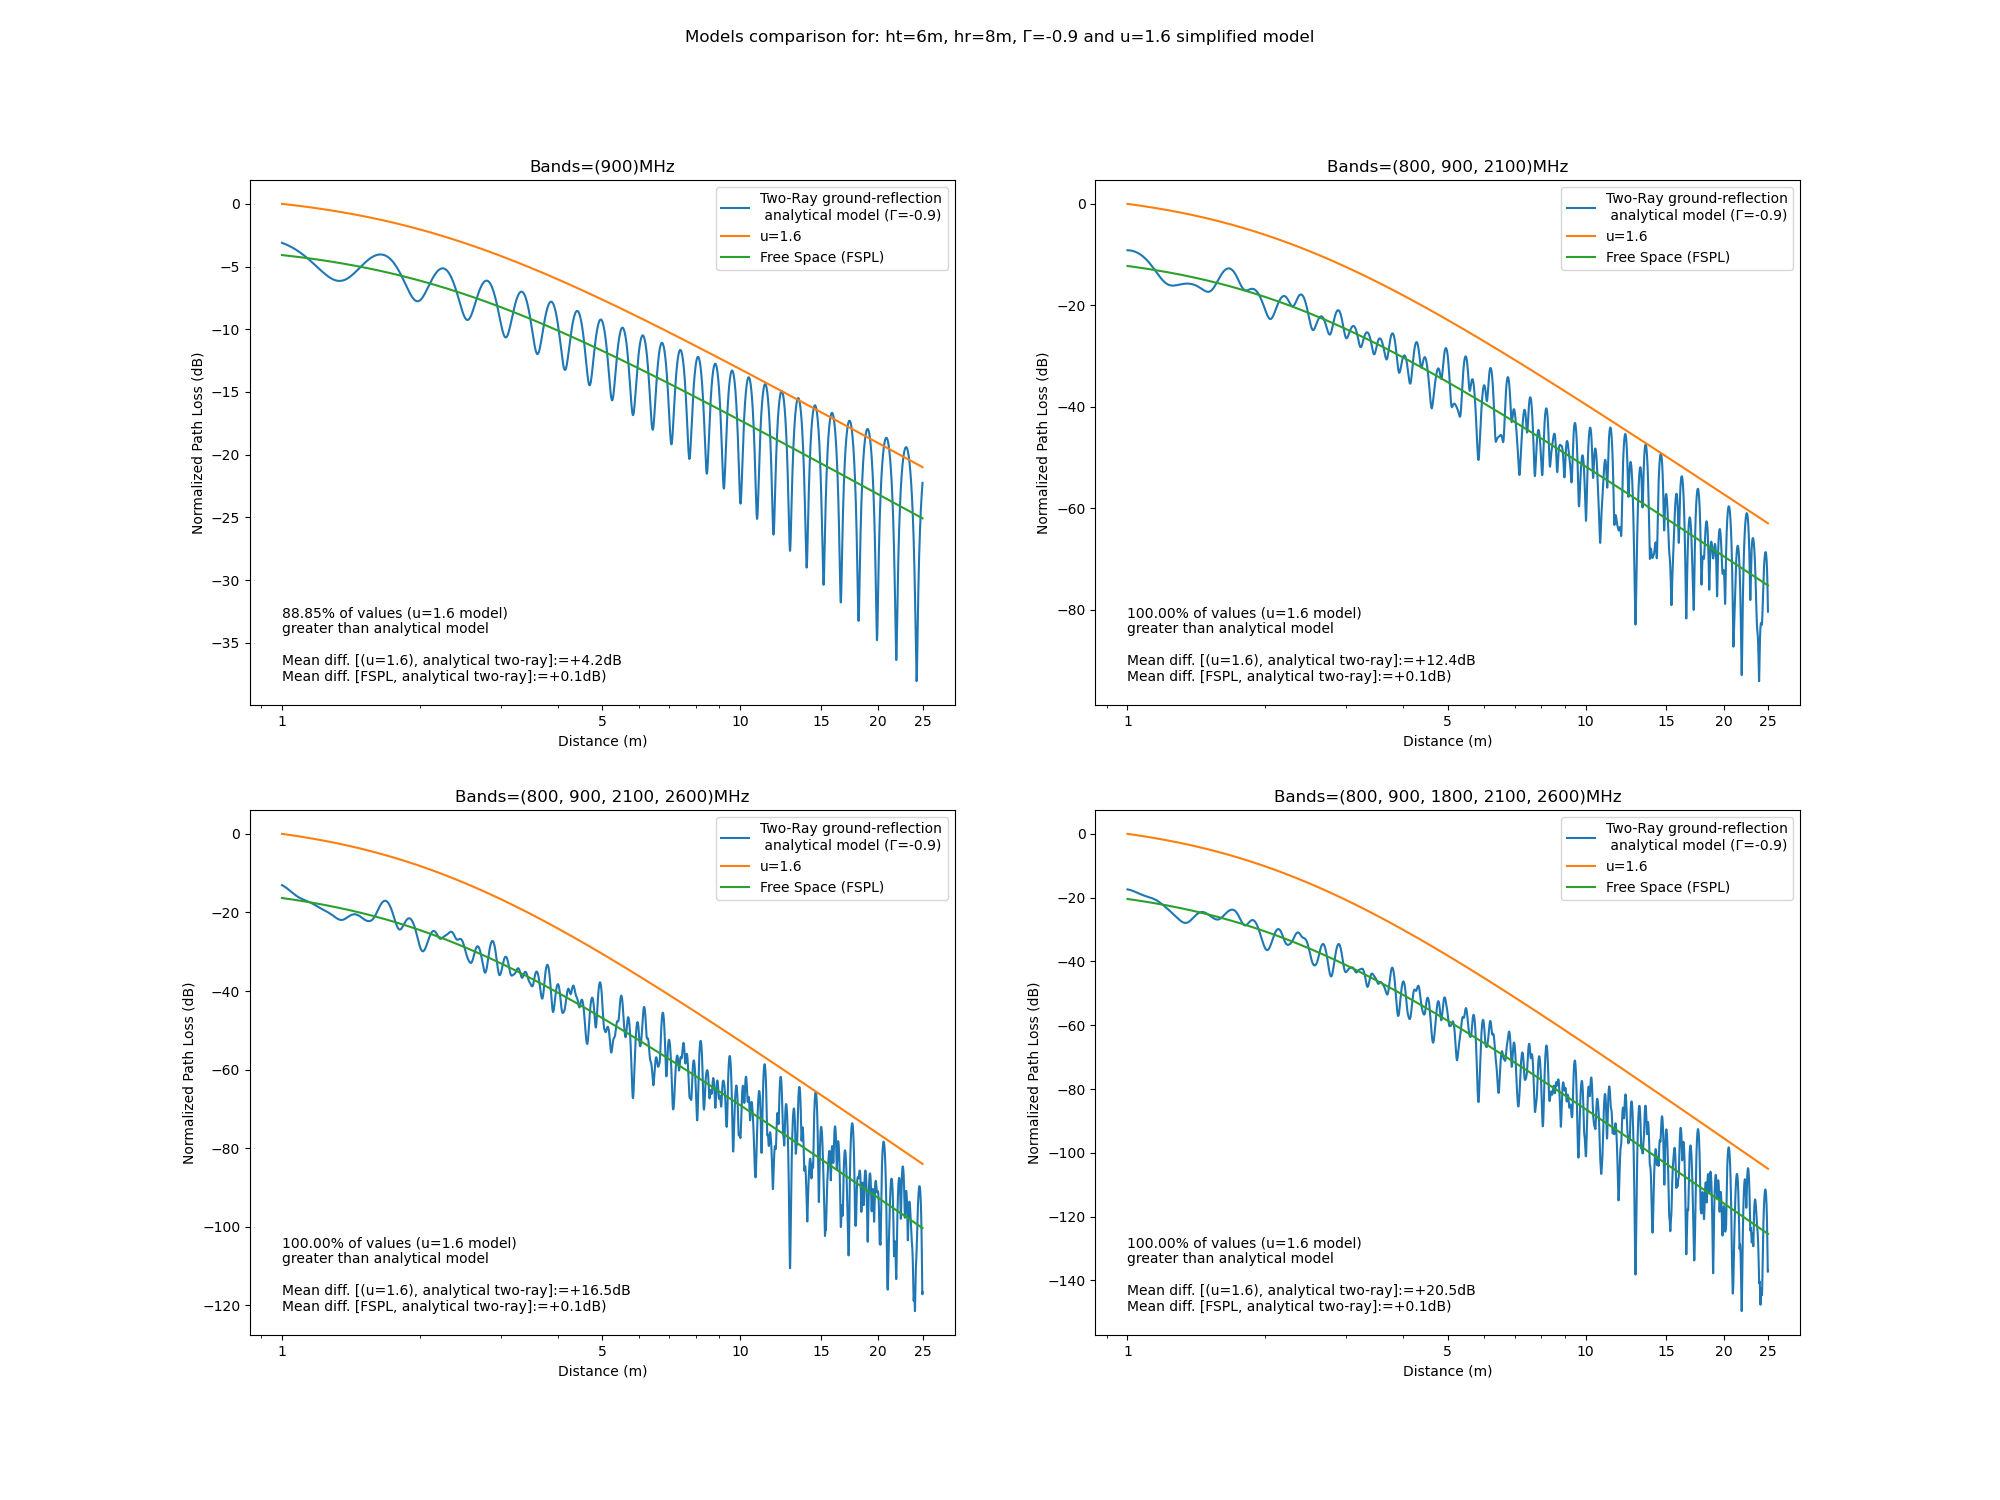 Models comparison for: ht=6m, hr=8m, Γ=-0.9 and u=1.6 simplified model
Bands=(900)MHz
Two-Ray ground-reflection
analytical model (Γ=-0.9)
u=1.6
Free Space (FSPL)
Normalized Path Loss (dB)
0
−5
−10
−15
−20
−25
−30
−35
88.85% of values (u=1.6 model)
greater than analytical model
Mean diff. [(u=1.6), analytical two-ray]:=+4.2dB
Mean diff. [FSPL, analytical two-ray]:=+0.1dB)
1 5 10 15 20 25
Distance (m)
Bands=(800, 900, 2100)MHz
Two-Ray ground-reflection
analytical model (Γ=-0.9)
u=1.6
Free Space (FSPL)
Normalized Path Loss (dB)
0
−20
−40
−60
−80
100.00% of values (u=1.6 model)
greater than analytical model
Mean diff. [(u=1.6), analytical two-ray]:=+12.4dB
Mean diff. [FSPL, analytical two-ray]:=+0.1dB)
1 5 10 15 20 25
Distance (m)
Bands=(800, 900, 2100, 2600)MHz
Two-Ray ground-reflection
analytical model (Γ=-0.9)
u=1.6
Free Space (FSPL)
Normalized Path Loss (dB)
0
−20
−40
−60
−80
−100
−120
100.00% of values (u=1.6 model)
greater than analytical model
Mean diff. [(u=1.6), analytical two-ray]:=+16.5dB
Mean diff. [FSPL, analytical two-ray]:=+0.1dB)
1 5 10 15 20 25
Distance (m)
Bands=(800, 900, 1800, 2100, 2600)MHz
Two-Ray ground-reflection
analytical model (Γ=-0.9)
u=1.6
Free Space (FSPL)
Normalized Path Loss (dB)
0
−20
−40
−60
−80
−100
−120
−140
100.00% of values (u=1.6 model)
greater than analytical model
Mean diff. [(u=1.6), analytical two-ray]:=+20.5dB
Mean diff. [FSPL, analytical two-ray]:=+0.1dB)
1 5 10 15 20 25
Distance (m)